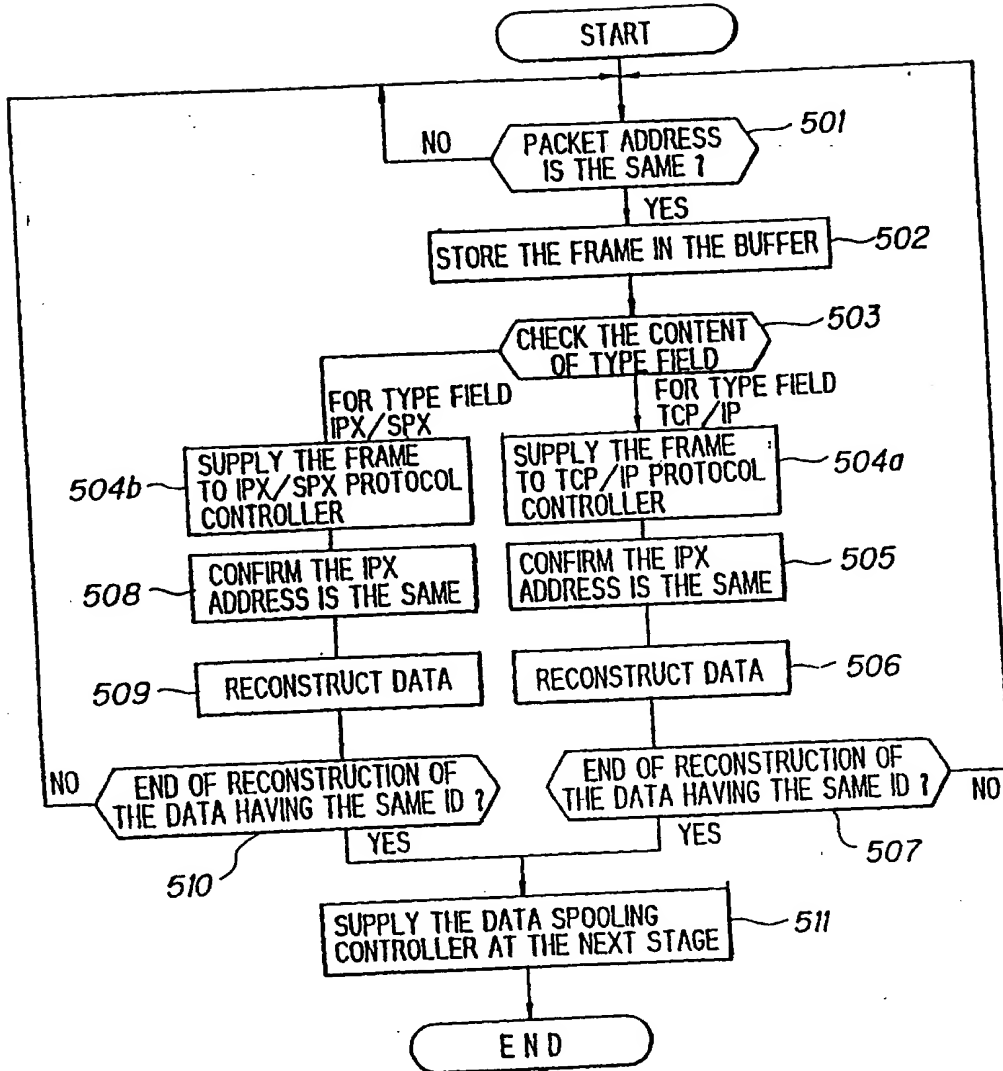 START
NO
PACKET ADDRESS
IS THE SAME ?
501
YES
STORE THE FRAME IN THE BUFFER
502
CHECK THE CONTENT
OF TYPE FIELD
503
FOR TYPE FIELD
IPX/SPX
FOR TYPE FIELD
TCP/IP
504b
SUPPLY THE FRAME
TO IPX/SPX PROTOCOL
CONTROLLER
SUPPLY THE FRAME
TO TCP/IP PROTOCOL
CONTROLLER
504a
508
CONFIRM THE IPX
ADDRESS IS THE SAME
CONFIRM THE IPX
ADDRESS IS THE SAME
505
509
RECONSTRUCT DATA
RECONSTRUCT DATA
506
NO
END OF RECONSTRUCTION OF
THE DATA HAVING THE SAME ID ?
END OF RECONSTRUCTION OF
THE DATA HAVING THE SAME ID ?
NO
510
YES
YES
507
SUPPLY THE DATA SPOOLING
CONTROLLER AT THE NEXT STAGE
511
END